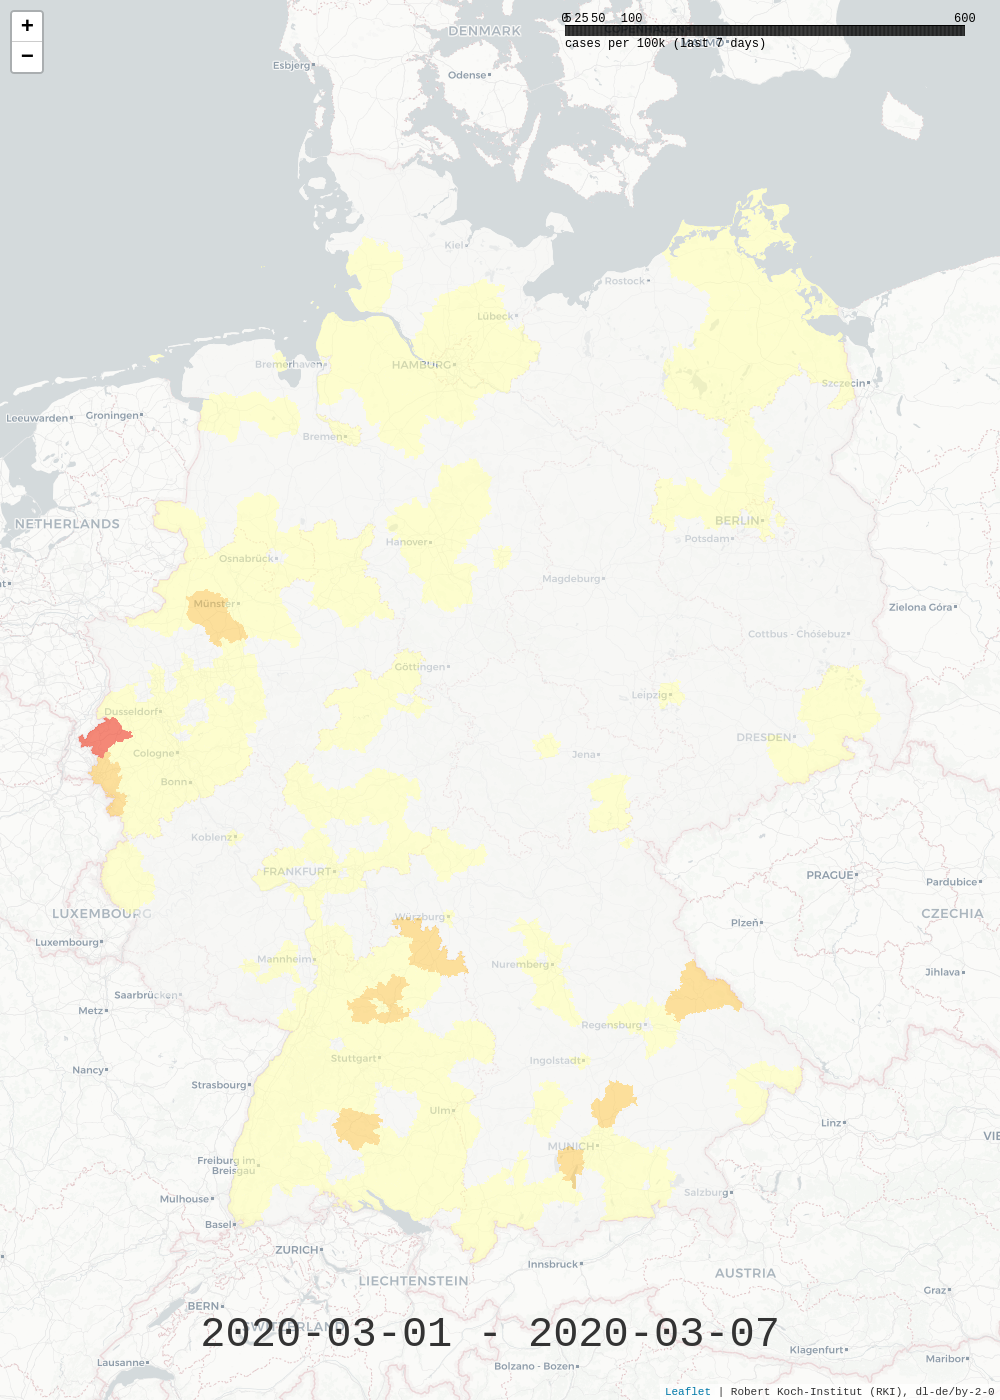 +
−
0 5 25 50 100 600
cases per 100k (last 7 days)
DENMARK
Esbjerg
Odense
Kiel
Rostock
Lübeck
Bremerhaven
HAMBURG
Szczecin
Leeuwarden
Groningen
Bremen
NETHERLANDS
BERLIN
Hanover
Potsdam
Osnabrück
Magdeburg
Münster
Zielona Góra
Cottbus - Chóśebuz
Göttingen
Leipzig
Dusseldorf
DRESDEN
Cologne
Jena
Bonn
Koblenz
FRANKFURT
PRAGUE
Pardubice
LUXEMBOURG
Würzburg
CZECHIA
Plzeň
Luxembourg
Mannheim
Nuremberg
Jihlava
Saarbrücken
Metz
Regensburg
Stuttgart
Ingolstadt
Nancy
Strasbourg
Ulm
Linz
VIE
MUNICH
Freiburg im
Breisgau
Mulhouse
Salzburg
Basel
ZURICH
Innsbruck
LIECHTENSTEIN
AUSTRIA
Graz
BERN
SWITZERLAND
2020-03-01 - 2020-03-07
Klagenfurt
Lausanne
Bolzano - Bozen
Maribor
Leaflet | Robert Koch-Institut (RKI), dl-de/by-2-0